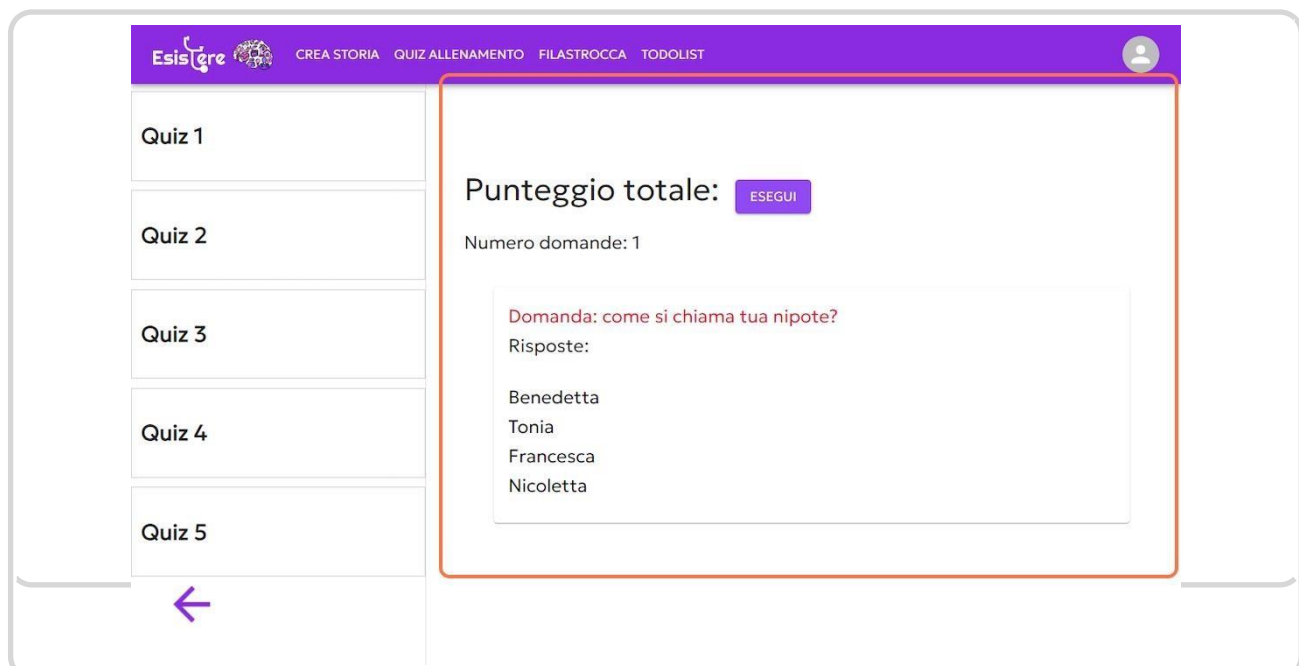 Esistere
CREA STORIA QUIZ ALLENAMENTO FILASTROCCA TODOLIST
Quiz 1
Quiz 2
Quiz 3
Quiz 4
Quiz 5
Punteggio totale: ESEGUI
Numero domande: 1
Domanda: come si chiama tua nipote?
Risposte:
Benedetta
Tonia
Francesca
Nicoletta